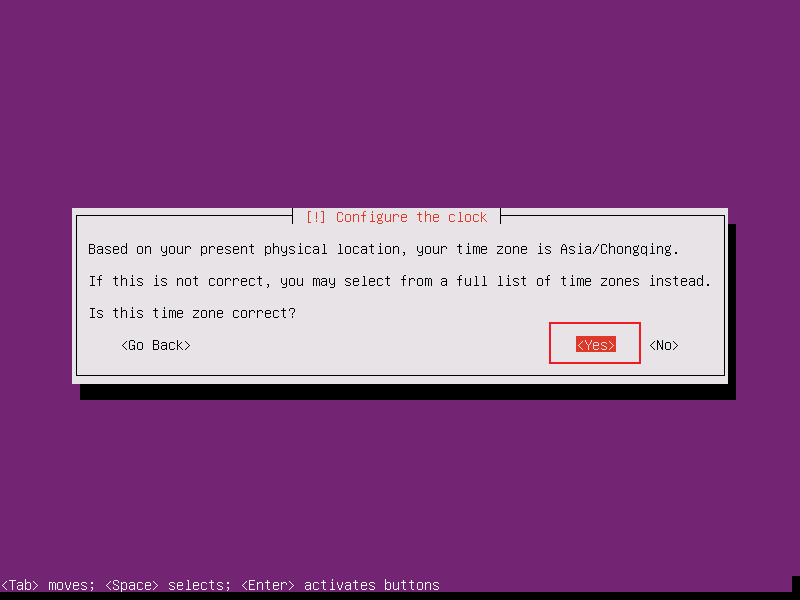 [!] Configure the clock
Based on your present physical location, your time zone is Asia/Chongqing.
If this is not correct, you may select from a full list of time zones instead.
Is this time zone correct?
<Go Back> <Yes> <No>
<Tab> moves; <Space> selects; <Enter> activates buttons